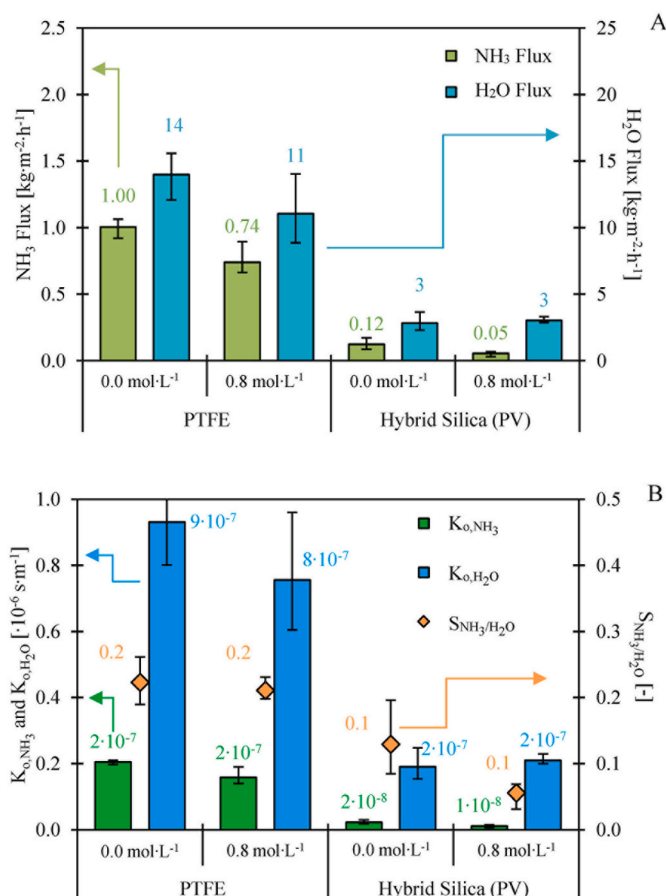 A
2.5
25
NH₃ Flux
H₂O Flux
2.0
20
14
1.5
15
11
1.00
1.0
10
0.74
0.5
5
3
3
0.12
0.05
0.0
0
NH₃ Flux [kg·m⁻²·h⁻¹]
H₂O Flux [kg·m⁻²·h⁻¹]
0.0 mol·L⁻¹ 0.8 mol·L⁻¹ 0.0 mol·L⁻¹ 0.8 mol·L⁻¹
PTFE Hybrid Silica (PV)
B
1.0
0.5
9·10⁻⁷
K₀,NH₃
K₀,H₂O
S NH₃/H₂O
0.8
0.4
8·10⁻⁷
0.6
0.3
0.2
0.2
0.4
0.2
0.1
2·10⁻⁷
2·10⁻⁷
2·10⁻⁷
2·10⁻⁷
0.2
0.1
0.1
2·10⁻⁸
1·10⁻⁸
0.0
0.0
K₀,NH₃ and K₀,H₂O [·10⁻⁶ s·m⁻¹]
S NH₃/H₂O [-]
0.0 mol·L⁻¹ 0.8 mol·L⁻¹ 0.0 mol·L⁻¹ 0.8 mol·L⁻¹
PTFE Hybrid Silica (PV)